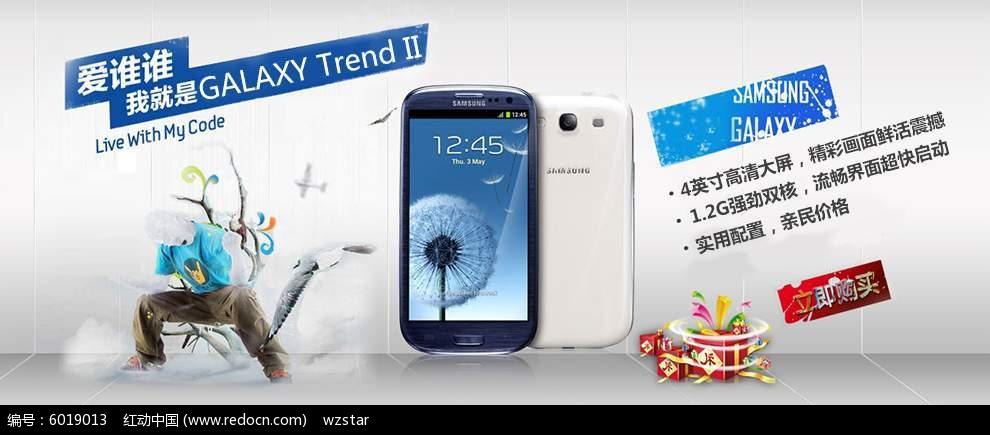 爱谁谁
我就是GALAXY Trend II
Live With My Code
SAMSUNG
12:45
12:45
Thu. 3 May
SAMSUNG
SAMSUNG
GALAXY
· 4英寸高清大屏，精彩画面鲜活震撼
· 1.2G强劲双核，流畅界面超快启动
· 实用配置，亲民价格
立即购买
编号：6019013 红动中国 (www.redocn.com) wzstar